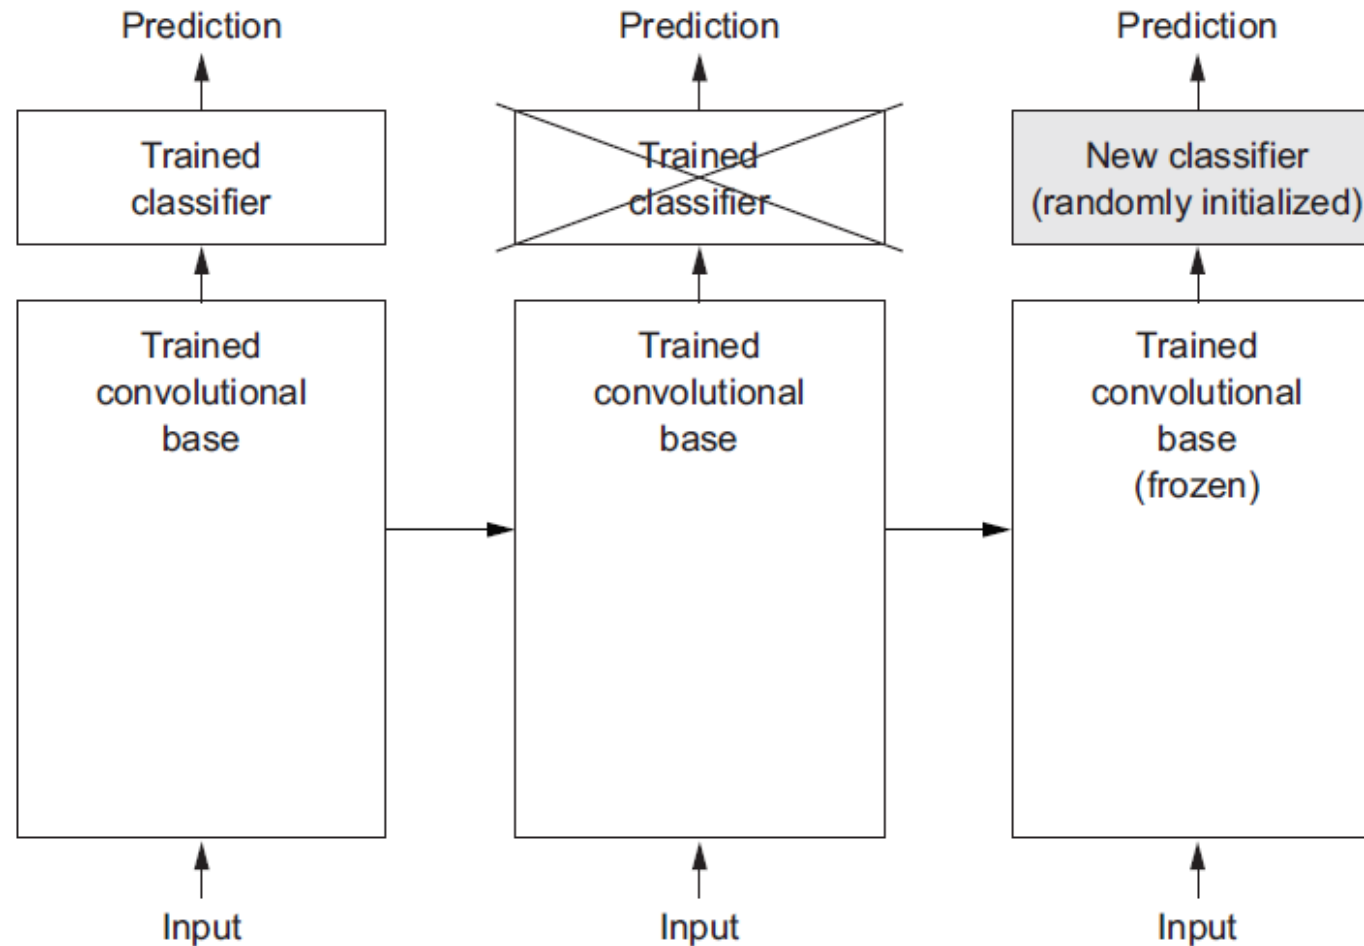 Prediction
Trained
classifier
Trained
convolutional
base
Input
Prediction
Trained
classifier
Trained
convolutional
base
Input
Prediction
New classifier
(randomly initialized)
Trained
convolutional
base
(frozen)
Input